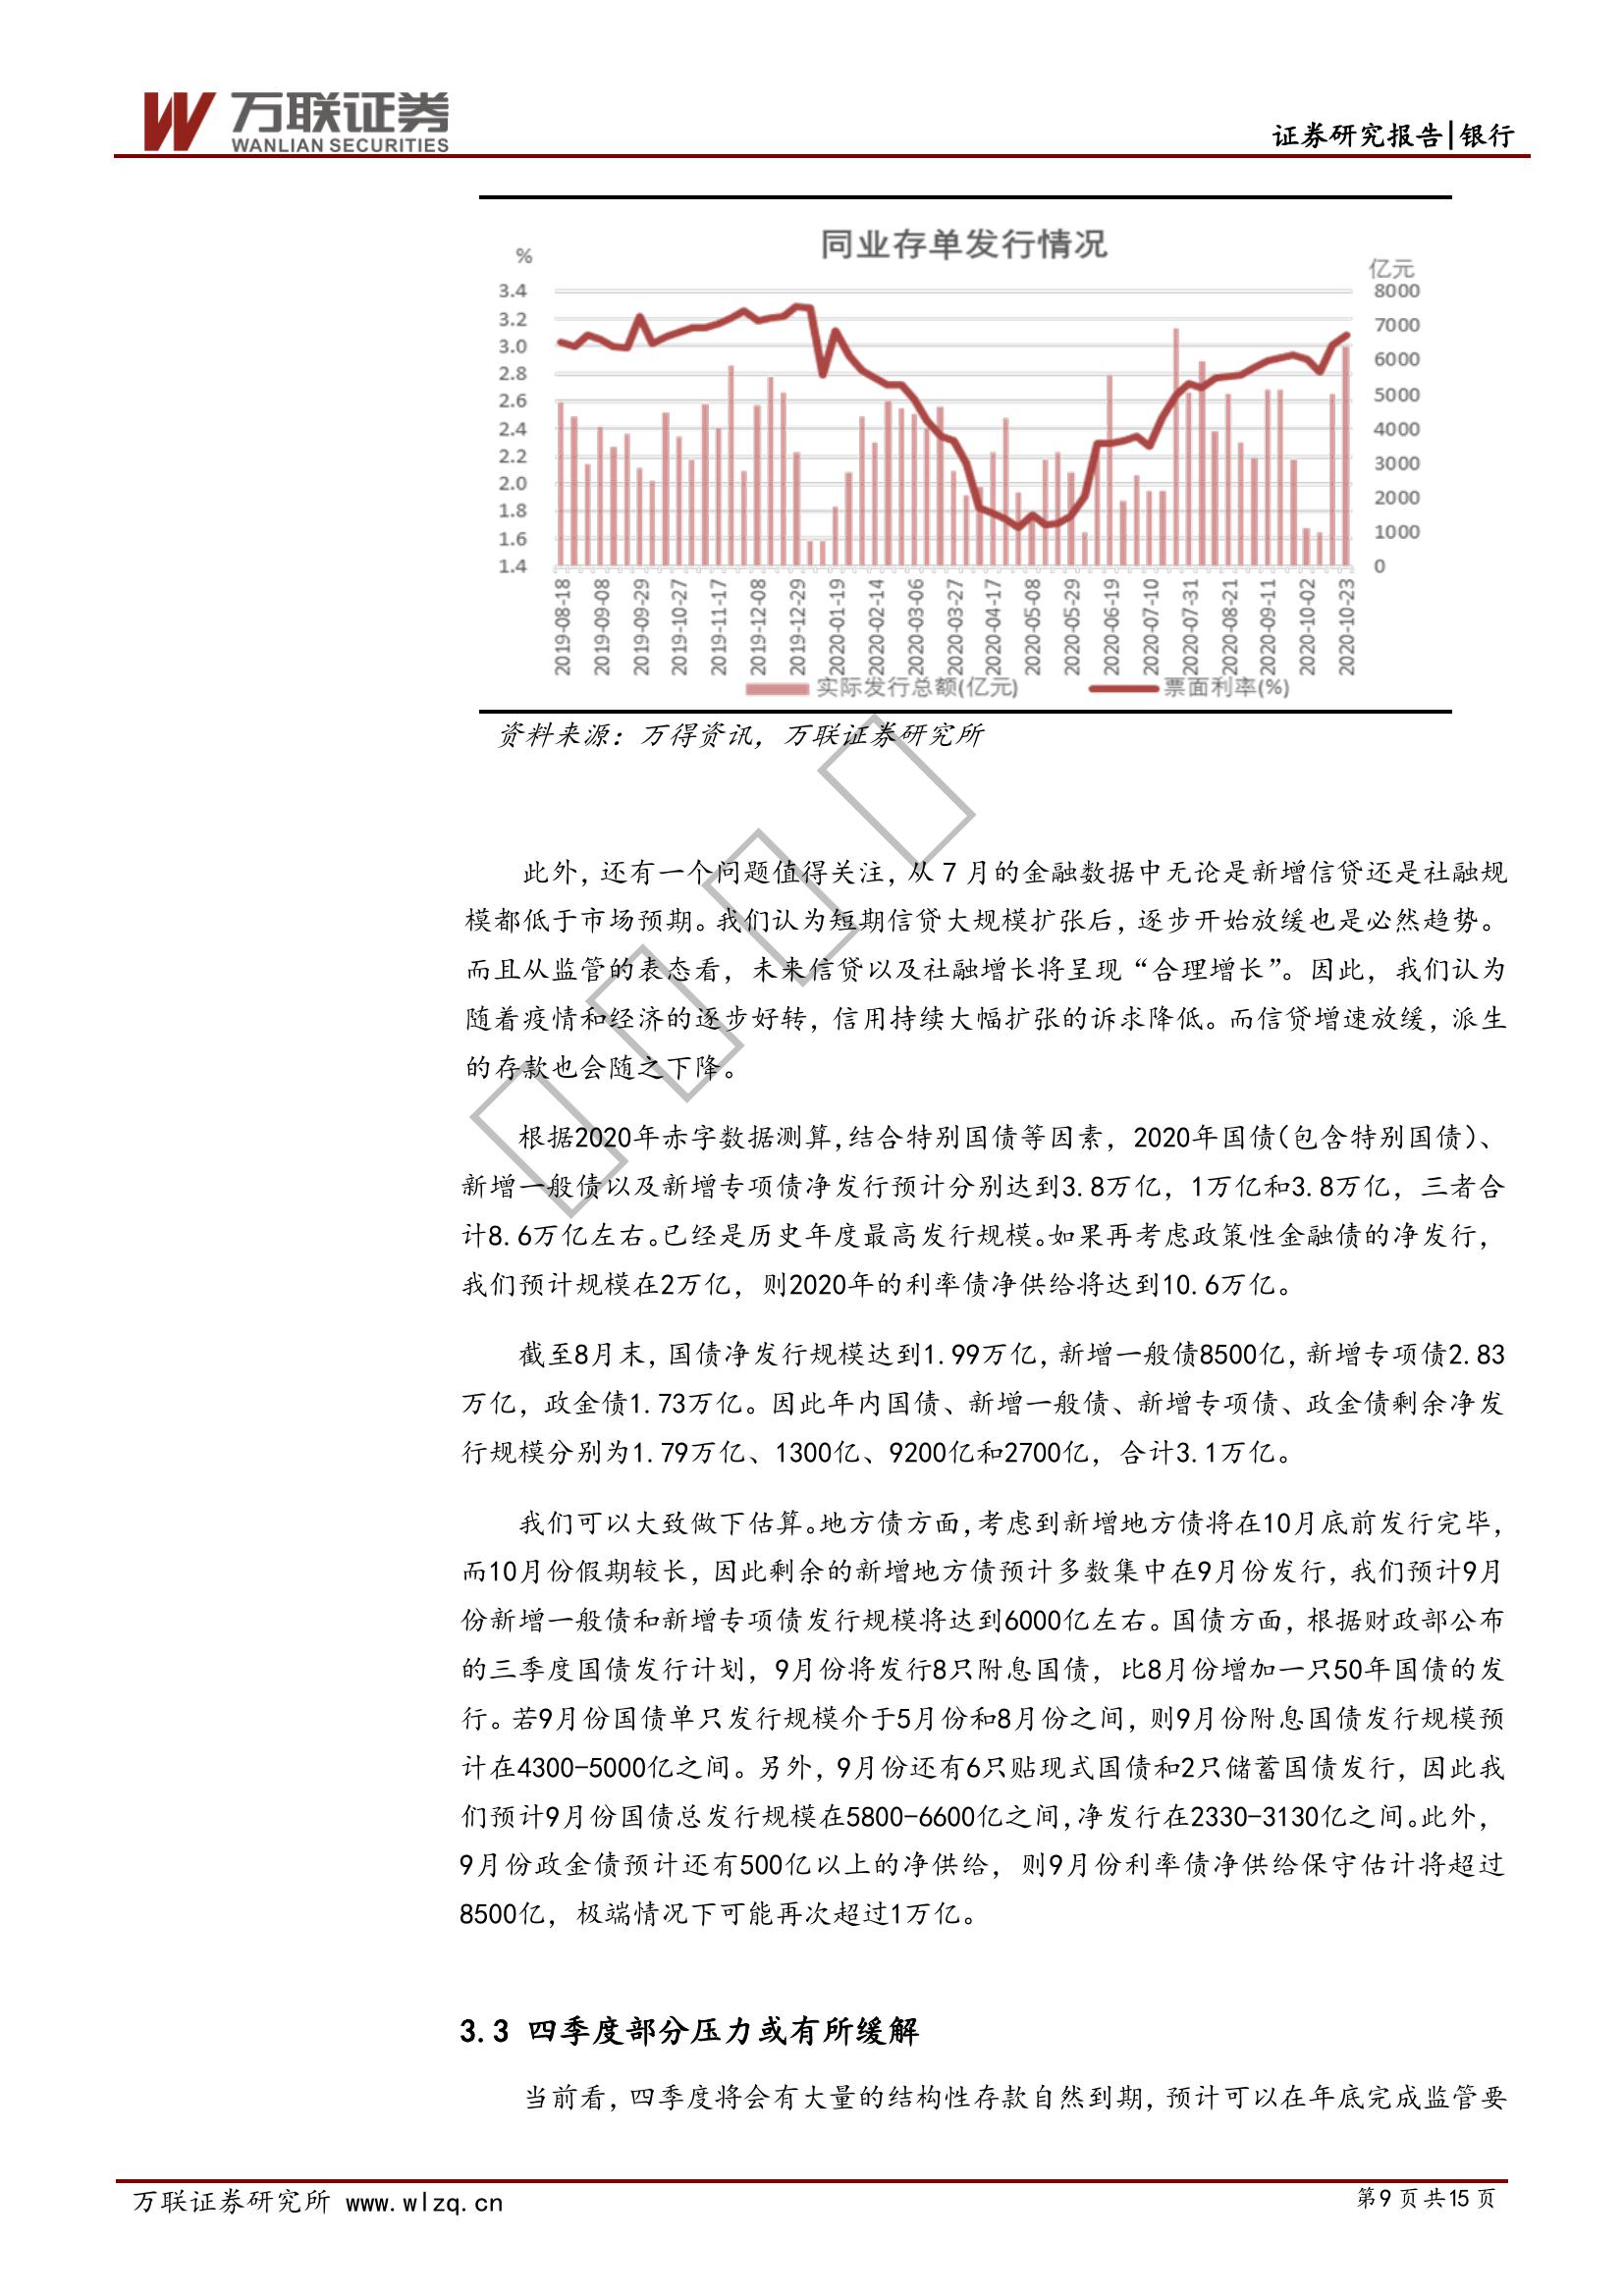 万联证券
WANLIAN SECURITIES
证券研究报告|银行
同业存单发行情况
%
亿元
3.4
3.2
3.0
2.8
2.6
2.4
2.2
2.0
1.8
1.6
1.4
8000
7000
6000
5000
4000
3000
2000
1000
0
2019-08-18
2019-09-08
2019-09-29
2019-10-27
2019-11-17
2019-12-08
2019-12-29
2020-01-19
2020-02-14
2020-03-06
2020-03-27
2020-04-17
2020-05-08
2020-05-29
2020-06-19
2020-07-10
2020-07-31
2020-08-21
2020-09-11
2020-10-02
2020-10-23
实际发行总额(亿元)
票面利率(%)
资料来源：万得资讯，万联证券研究所
此外，还有一个问题值得关注，从 7 月的金融数据中无论是新增信贷还是社融规
模都低于市场预期。我们认为短期信贷大规模扩张后，逐步开始放缓也是必然趋势。
而且从监管的表态看，未来信贷以及社融增长将呈现“合理增长”。因此，我们认为
随着疫情和经济的逐步好转，信用持续大幅扩张的诉求降低。而信贷增速放缓，派生
的存款也会随之下降。
根据2020年赤字数据测算,结合特别国债等因素，2020年国债(包含特别国债)、
新增一般债以及新增专项债净发行预计分别达到3.8万亿，1万亿和3.8万亿，三者合
计8.6万亿左右。已经是历史年度最高发行规模。如果再考虑政策性金融债的净发行，
我们预计规模在2万亿，则2020年的利率债净供给将达到10.6万亿。
截至8月末，国债净发行规模达到1.99万亿，新增一般债8500亿，新增专项债2.83
万亿，政金债1.73万亿。因此年内国债、新增一般债、新增专项债、政金债剩余净发
行规模分别为1.79万亿、1300亿、9200亿和2700亿，合计3.1万亿。
我们可以大致做下估算。地方债方面，考虑到新增地方债将在10月底前发行完毕，
而10月份假期较长，因此剩余的新增地方债预计多数集中在9月份发行，我们预计9月
份新增一般债和新增专项债发行规模将达到6000亿左右。国债方面，根据财政部公布
的三季度国债发行计划，9月份将发行8只附息国债，比8月份增加一只50年国债的发
行。若9月份国债单只发行规模介于5月份和8月份之间，则9月份附息国债发行规模预
计在4300-5000亿之间。另外，9月份还有6只贴现式国债和2只储蓄国债发行，因此我
们预计9月份国债总发行规模在5800-6600亿之间，净发行在2330-3130亿之间。此外，
9月份政金债预计还有500亿以上的净供给，则9月份利率债净供给保守估计将超过
8500亿，极端情况下可能再次超过1万亿。
3.3 四季度部分压力或有所缓解
当前看，四季度将会有大量的结构性存款自然到期，预计可以在年底完成监管要
万联证券研究所 www.wlzq.cn
第9 页共15 页